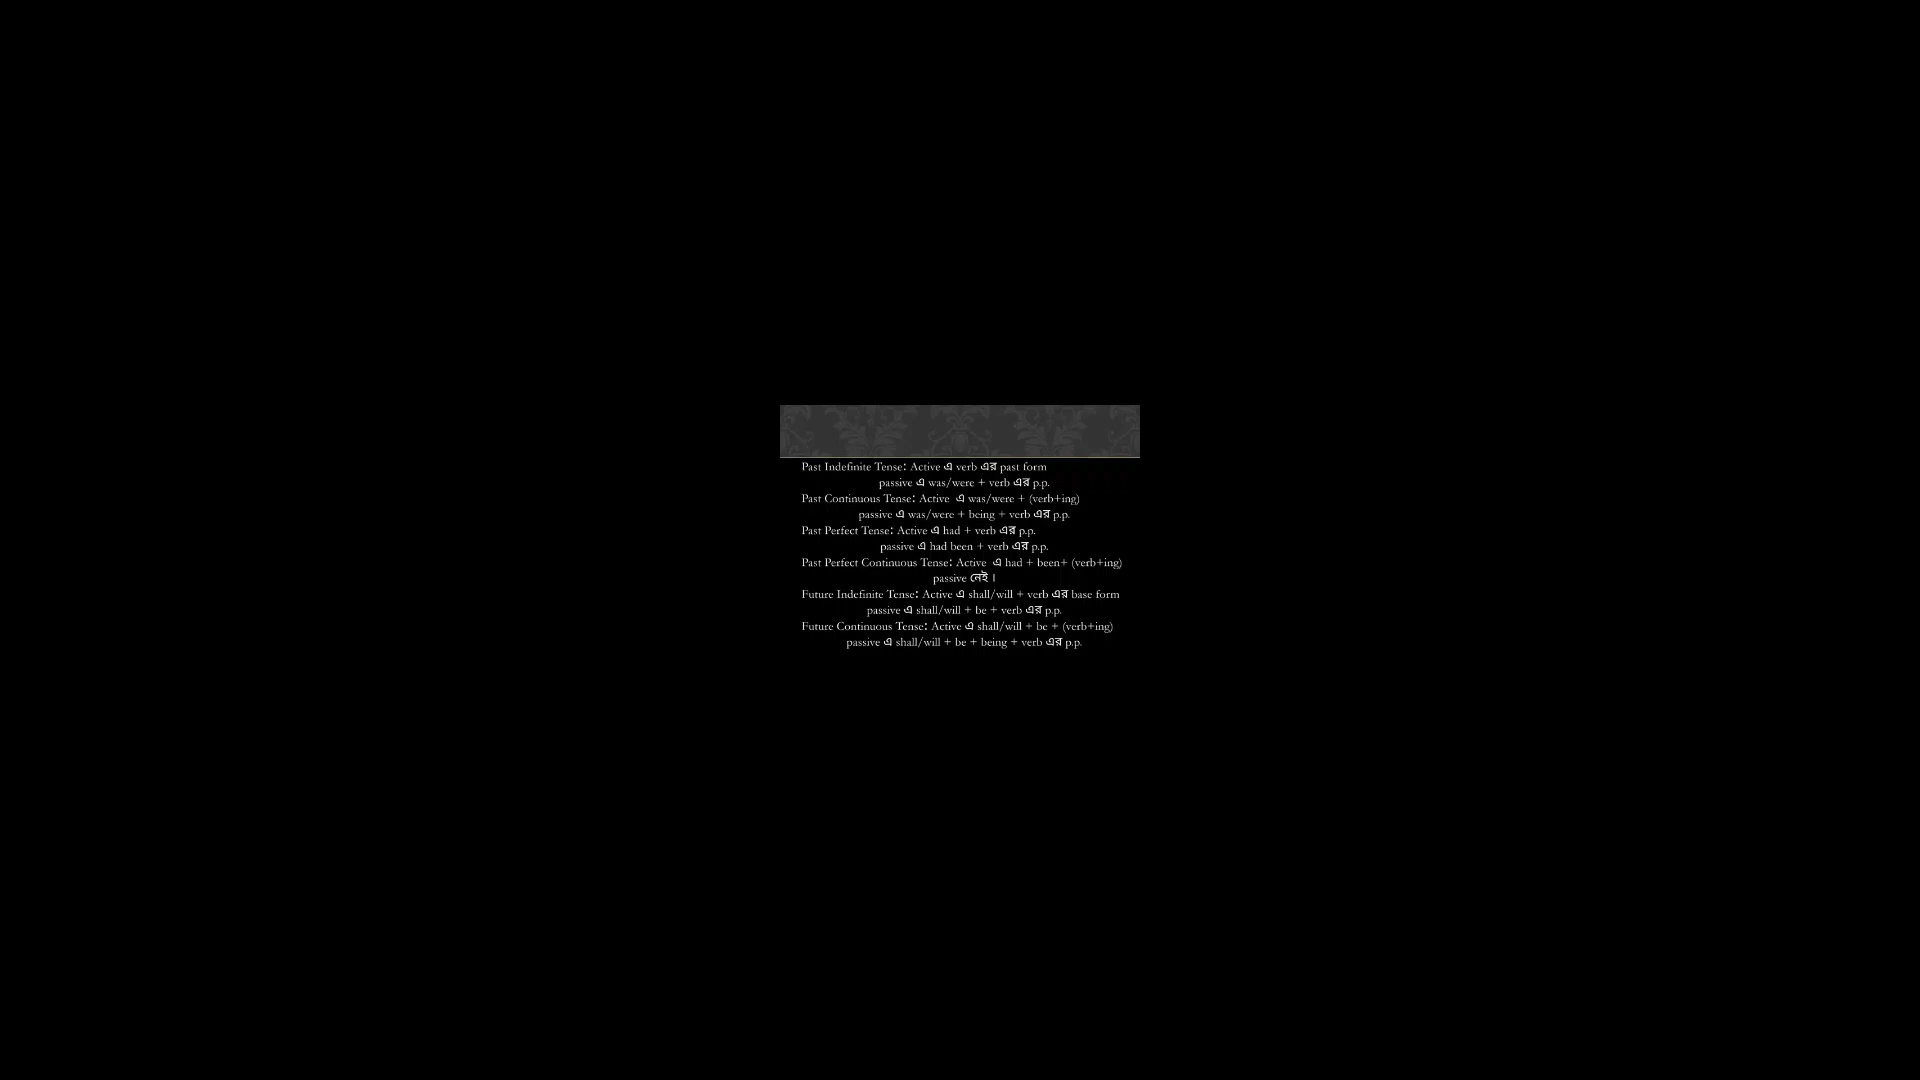 Past Indefinite Tense: Active এ verb এর past form
passive এ was/were + verb এর p.p.
Past Continuous Tense: Active এ was/were + (verb+ing)
passive এ was/were + being + verb এর p.p.
Past Perfect Tense: Active এ had + verb এর p.p.
passive এ had been + verb এর p.p.
Past Perfect Continuous Tense: Active এ had + been+ (verb+ing)
passive নেই ।
Future Indefinite Tense: Active এ shall/will + verb এর base form
passive এ shall/will + be + verb এর p.p.
Future Continuous Tense: Active এ shall/will + be + (verb+ing)
passive এ shall/will + be + being + verb এর p.p.